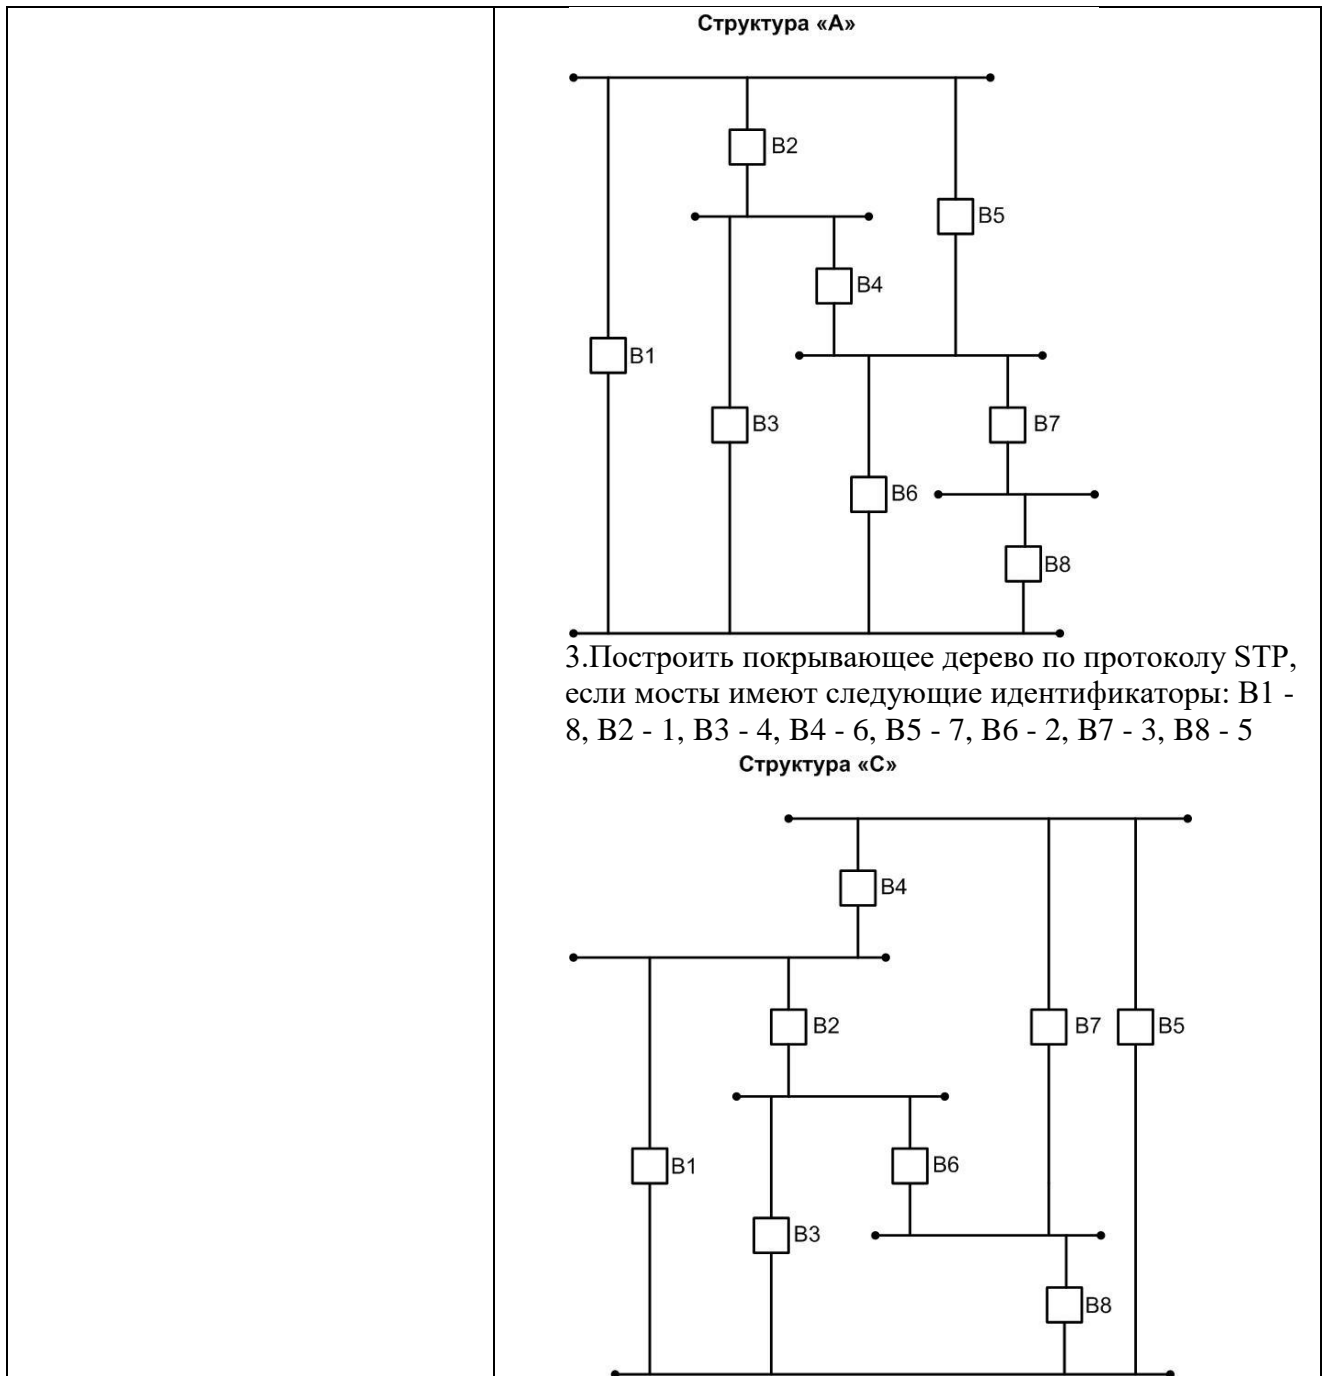 Структура «А»
B2
B5
B4
B1
B3
B7
B6
B8
3.Построить покрывающее дерево по протоколу STP,
если мосты имеют следующие идентификаторы: B1 -
8, B2 - 1, B3 - 4, B4 - 6, B5 - 7, B6 - 2, B7 - 3, B8 - 5
Структура «С»
B4
B2
B7
B5
B1
B6
B3
B8